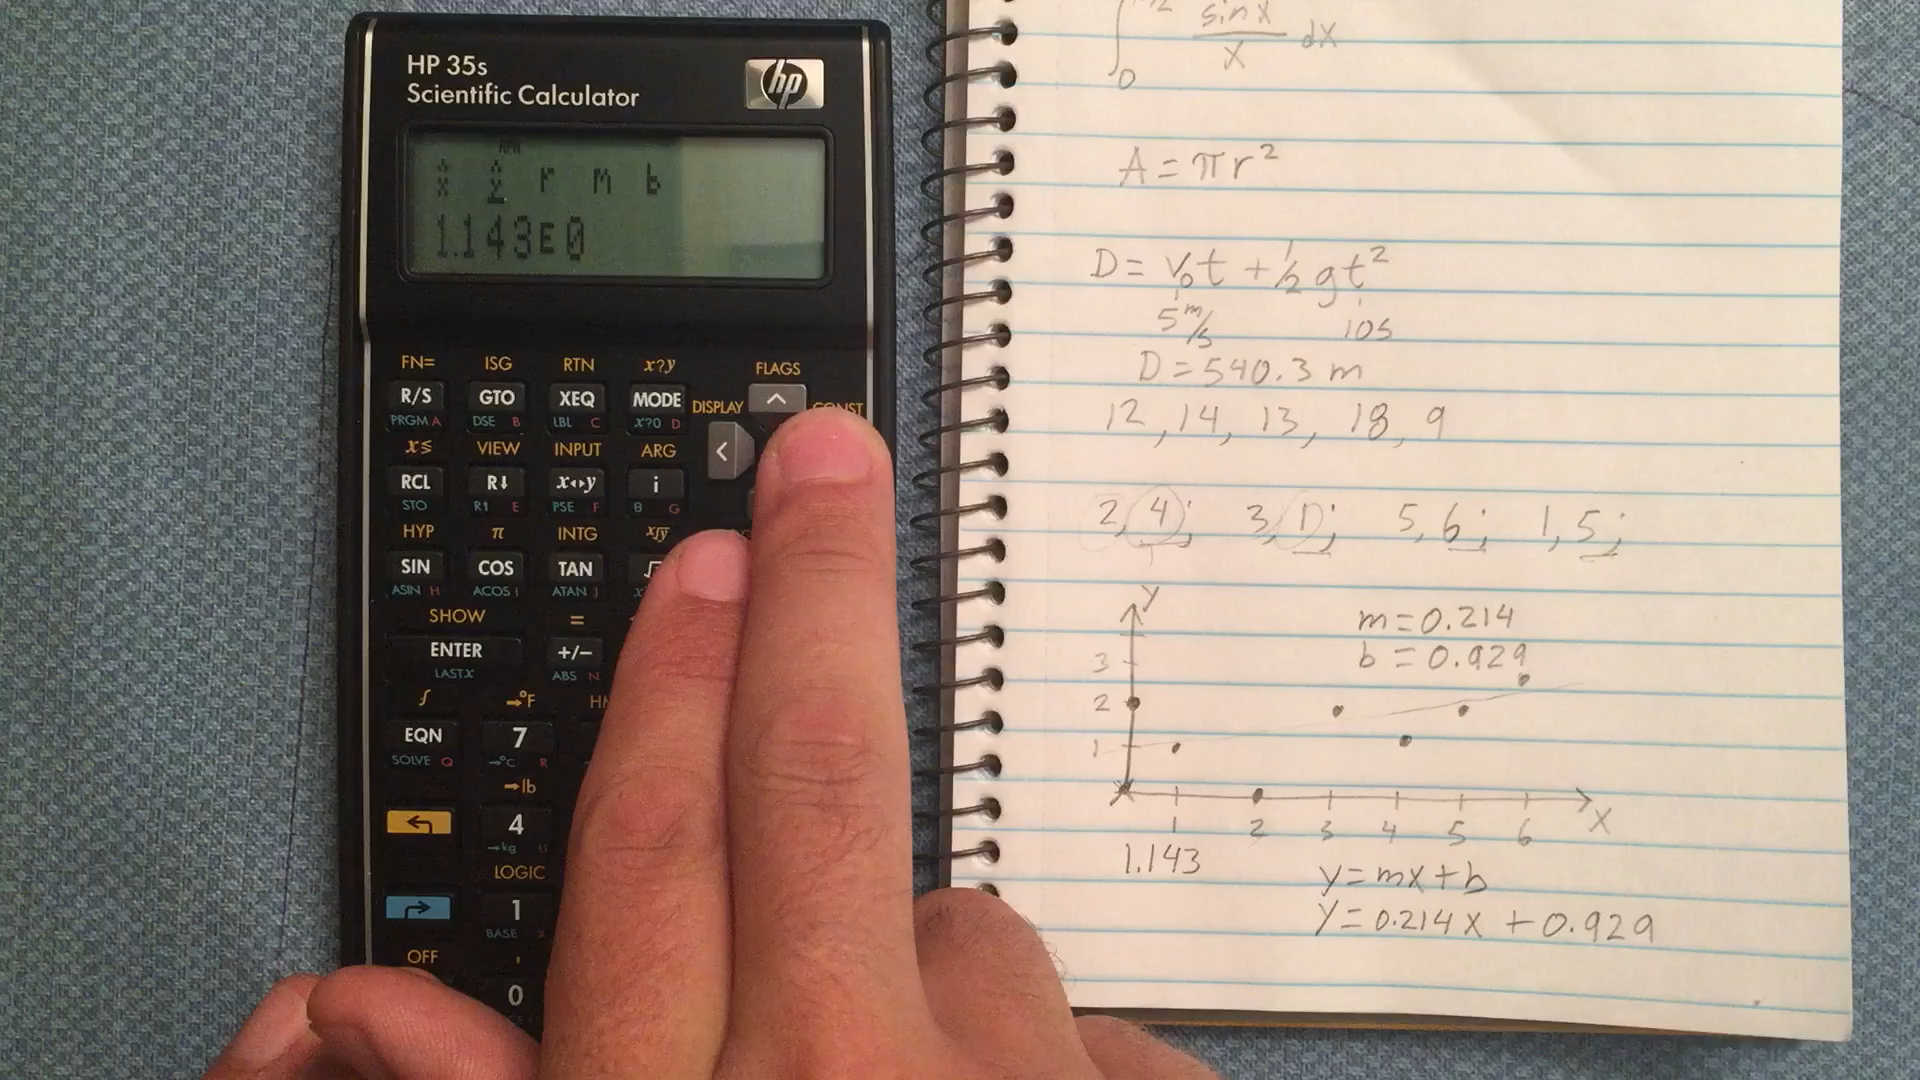 HP 35s
Scientific Calculator
hp
RPN
x̂ ŷ r m b
1.143E0
FN= ISG RTN x?y FLAGS
R/S GTO XEQ MODE DISPLAY ^ CONST
PRGM A DSE B LBL C x?0 D
x≶ VIEW INPUT ARG <
RCL R↓ x↔y i
STO R↑ E PSE F θ G
HYP π INTG x√y
SIN COS TAN
ASIN H ACOS I ATAN J
SHOW =
ENTER +/−
LASTx ABS N
∫ →°F
EQN 7
SOLVE Q →°C R
→lb
4
→kg U
LOGIC
1
BASE X
OFF ,
0
∫ 0 sin x / x dx
A = πr²
D = V₀t + ½gt²
5 m/s 10s
D = 540.3 m
12, 14, 13, 18, 9
2, 4; 3, 1; 5, 6; 1, 5;
y
m = 0.214
b = 0.929
3
2
1
1 2 3 4 5 6 X
1.143
y = mx + b
y = 0.214x + 0.929